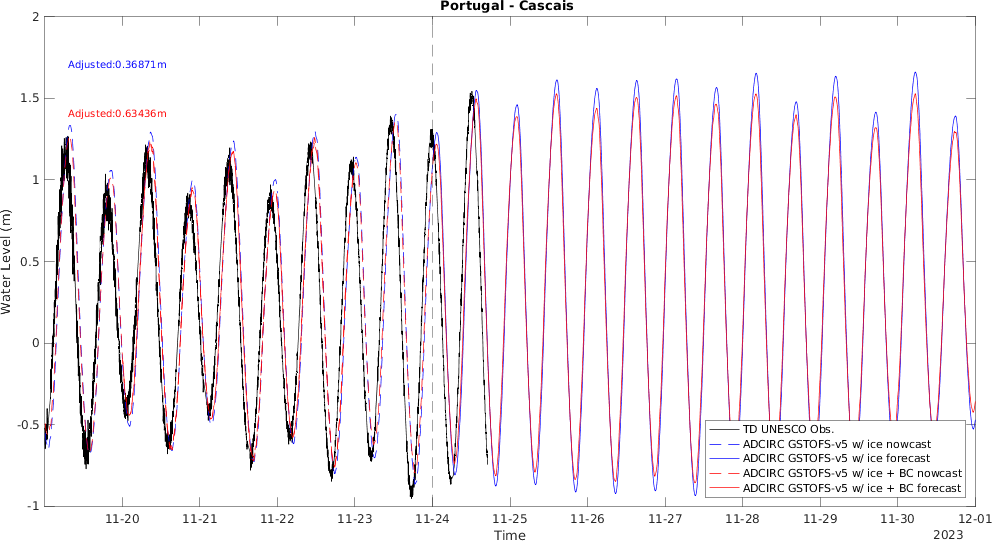 Portugal - Cascais
2
1.5
1
0.5
0
-0.5
-1
Water Level (m)
Adjusted:0.36871m
Adjusted:0.63436m
TD UNESCO Obs.
ADCIRC GSTOFS-v5 w/ ice nowcast
ADCIRC GSTOFS-v5 w/ ice forecast
ADCIRC GSTOFS-v5 w/ ice + BC nowcast
ADCIRC GSTOFS-v5 w/ ice + BC forecast
11-20 11-21 11-22 11-23 11-24 11-25 11-26 11-27 11-28 11-29 11-30 12-01
Time
2023